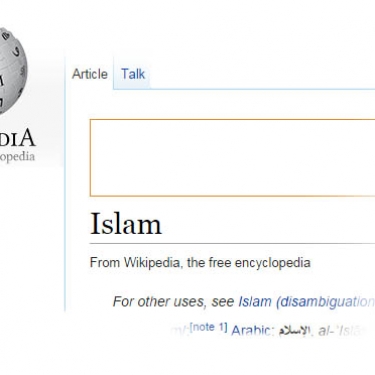 DIA
opedia
Article Talk
Islam
From Wikipedia, the free encyclopedia
For other uses, see Islam (disambiguation
[note 1] Arabic: الإسلام, al-ʾIslā